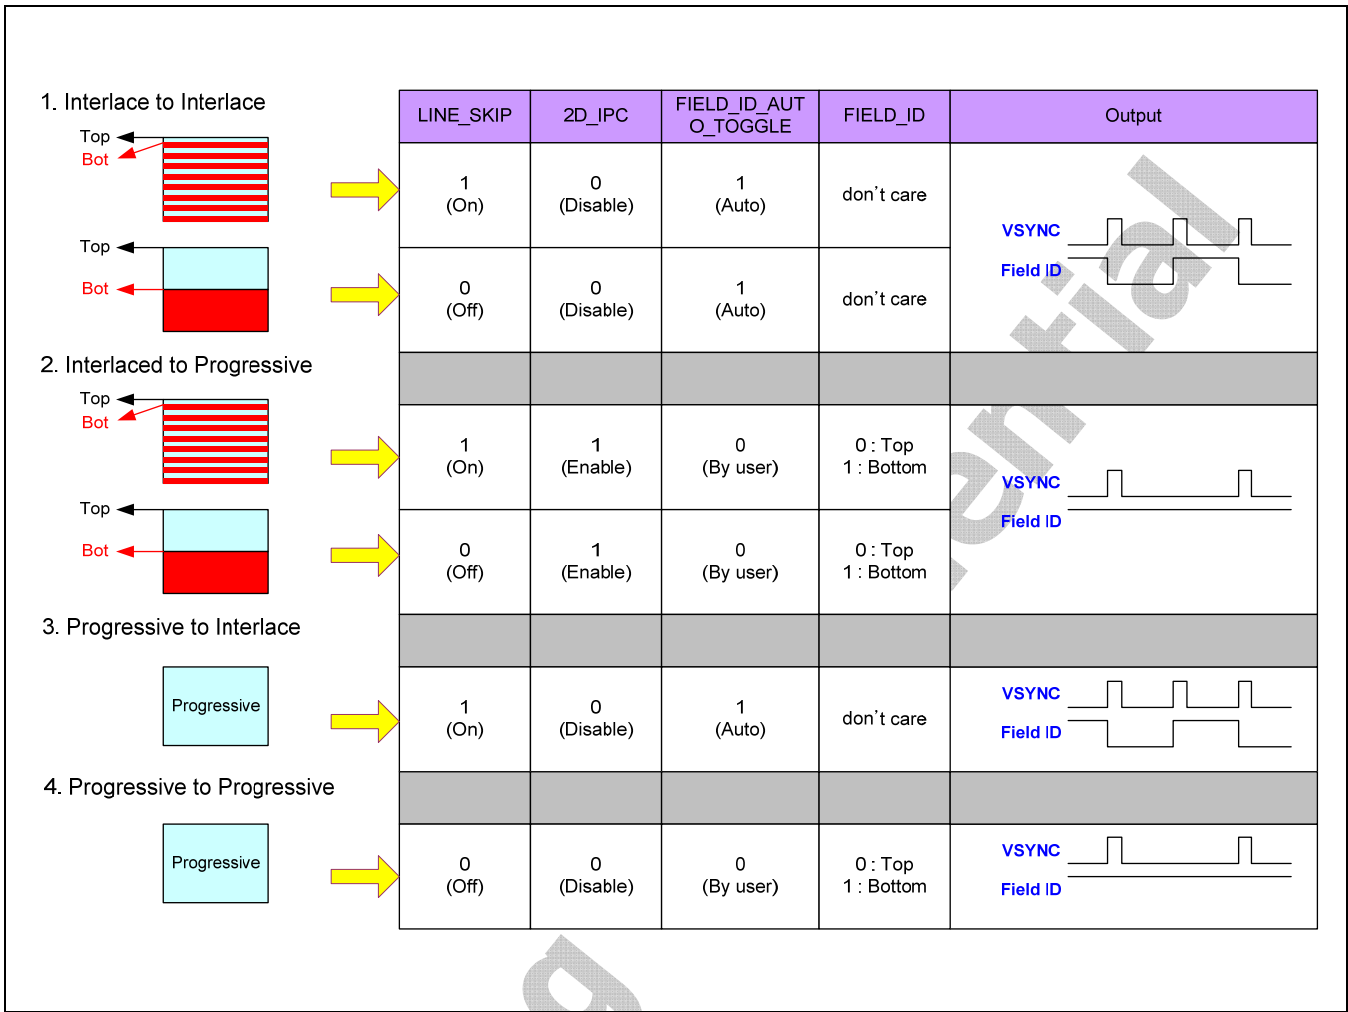 1. Interlace to Interlace
Top
Bot
Top
Bot
LINE_SKIP
2D_IPC
FIELD_ID_AUT
O_TOGGLE
FIELD_ID
Output
1
(On)
0
(Disable)
1
(Auto)
don't care
0
(Off)
0
(Disable)
1
(Auto)
don't care
VSYNC
Field ID
2. Interlaced to Progressive
Top
Bot
Top
Bot
1
(On)
1
(Enable)
0
(By user)
0 : Top
1 : Bottom
0
(Off)
1
(Enable)
0
(By user)
0 : Top
1 : Bottom
VSYNC
Field ID
3. Progressive to Interlace
Progressive
1
(On)
0
(Disable)
1
(Auto)
don't care
VSYNC
Field ID
4. Progressive to Progressive
Progressive
0
(Off)
0
(Disable)
0
(By user)
0 : Top
1 : Bottom
VSYNC
Field ID